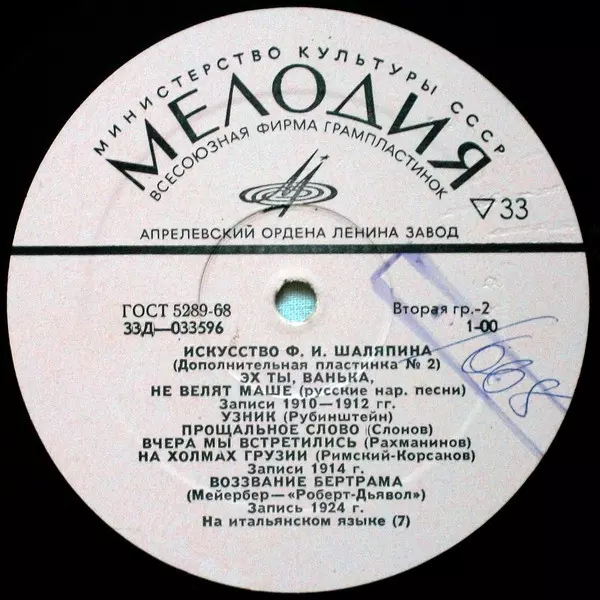 МИНИСТЕРСТВО КУЛЬТУРЫ СССР
МЕЛОДИЯ
ВСЕСОЮЗНАЯ ФИРМА ГРАМПЛАСТИНОК
▽33
АПРЕЛЕВСКИЙ ОРДЕНА ЛЕНИНА ЗАВОД
ГОСТ 5289-68
33Д—033596
Вторая гр.-2
1-00
ИСКУССТВО Ф. И. ШАЛЯПИНА
(Дополнительная пластинка № 2)
ЭХ ТЫ, ВАНЬКА,
НЕ ВЕЛЯТ МАШЕ (русские нар. песни)
Записи 1910—1912 гг.
УЗНИК (Рубинштейн)
ПРОЩАЛЬНОЕ СЛОВО (Слонов)
ВЧЕРА МЫ ВСТРЕТИЛИСЬ (Рахманинов)
НА ХОЛМАХ ГРУЗИИ (Римский-Корсаков)
Записи 1914 г.
ВОЗЗВАНИЕ БЕРТРАМА
(Мейербер—«Роберт-Дьявол»)
Запись 1924 г.
На итальянском языке (7)